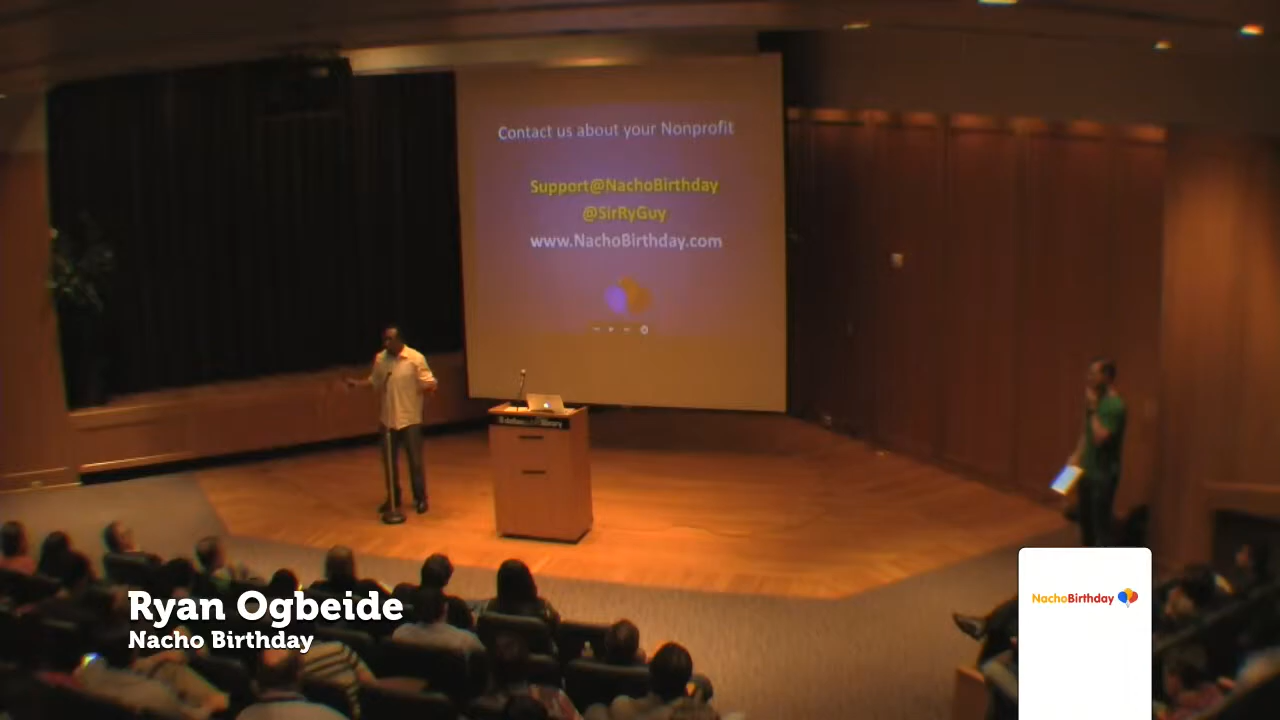 Contact us about your Nonprofit
Support@NachoBirthday
@SirRyGuy
www.NachoBirthday.com
Ryan Ogbeide
Nacho Birthday
NachoBirthday